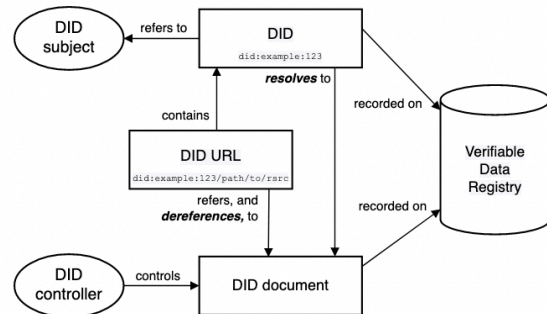 DID
subject
refers to
DID
did:example:123
resolves to
recorded on
contains
DID URL
did:example:123/path/to/rsrc
refers, and
dereferences, to
Verifiable
Data
Registry
recorded on
DID
controller
controls
DID document